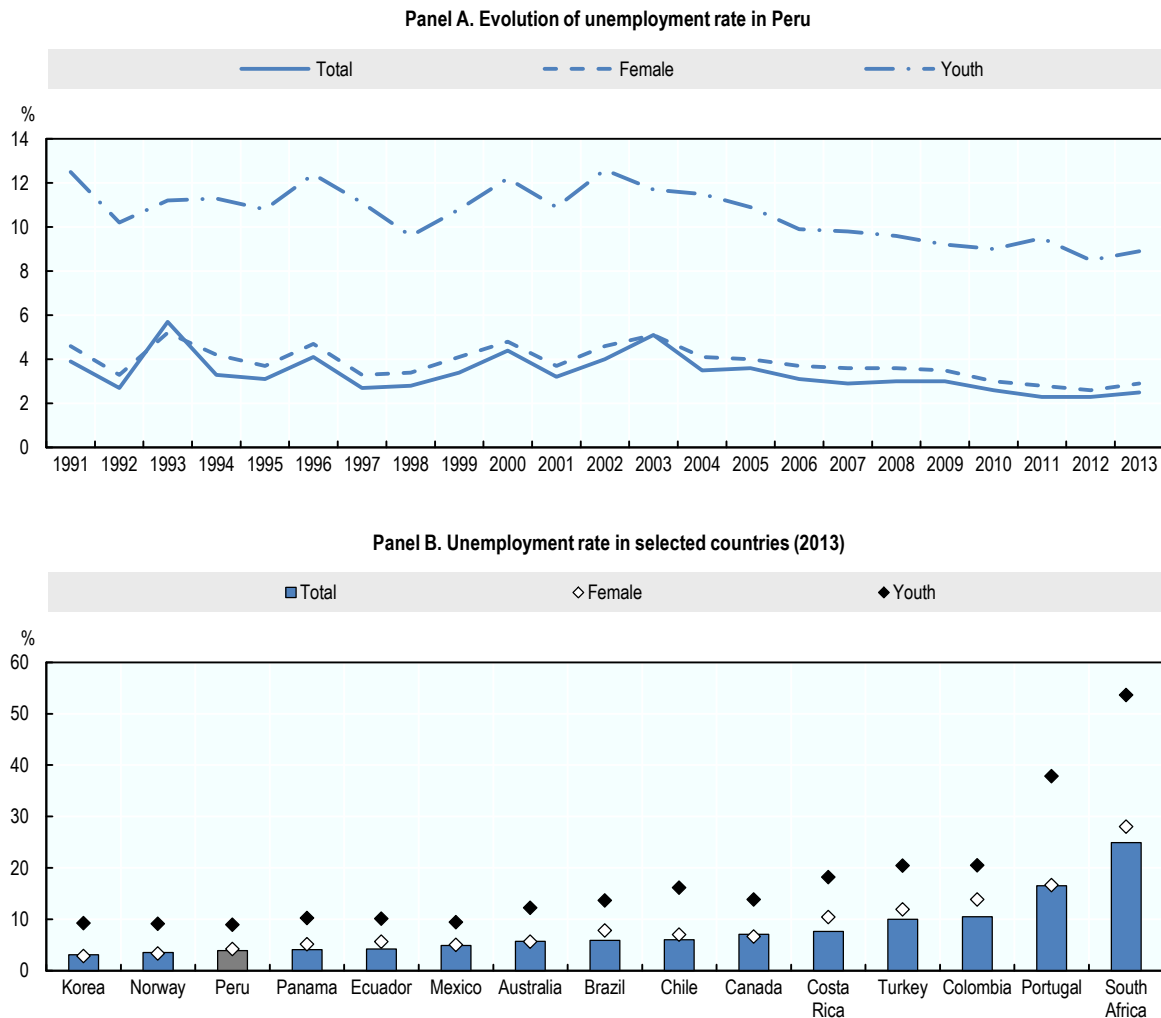 Panel A. Evolution of unemployment rate in Peru
Total Female Youth
%
14
12
10
8
6
4
2
0
1991 1992 1993 1994 1995 1996 1997 1998 1999 2000 2001 2002 2003 2004 2005 2006 2007 2008 2009 2010 2011 2012 2013
Panel B. Unemployment rate in selected countries (2013)
Total Female Youth
%
60
50
40
30
20
10
0
Korea Norway Peru Panama Ecuador Mexico Australia Brazil Chile Canada Costa Turkey Colombia Portugal South
Rica Africa